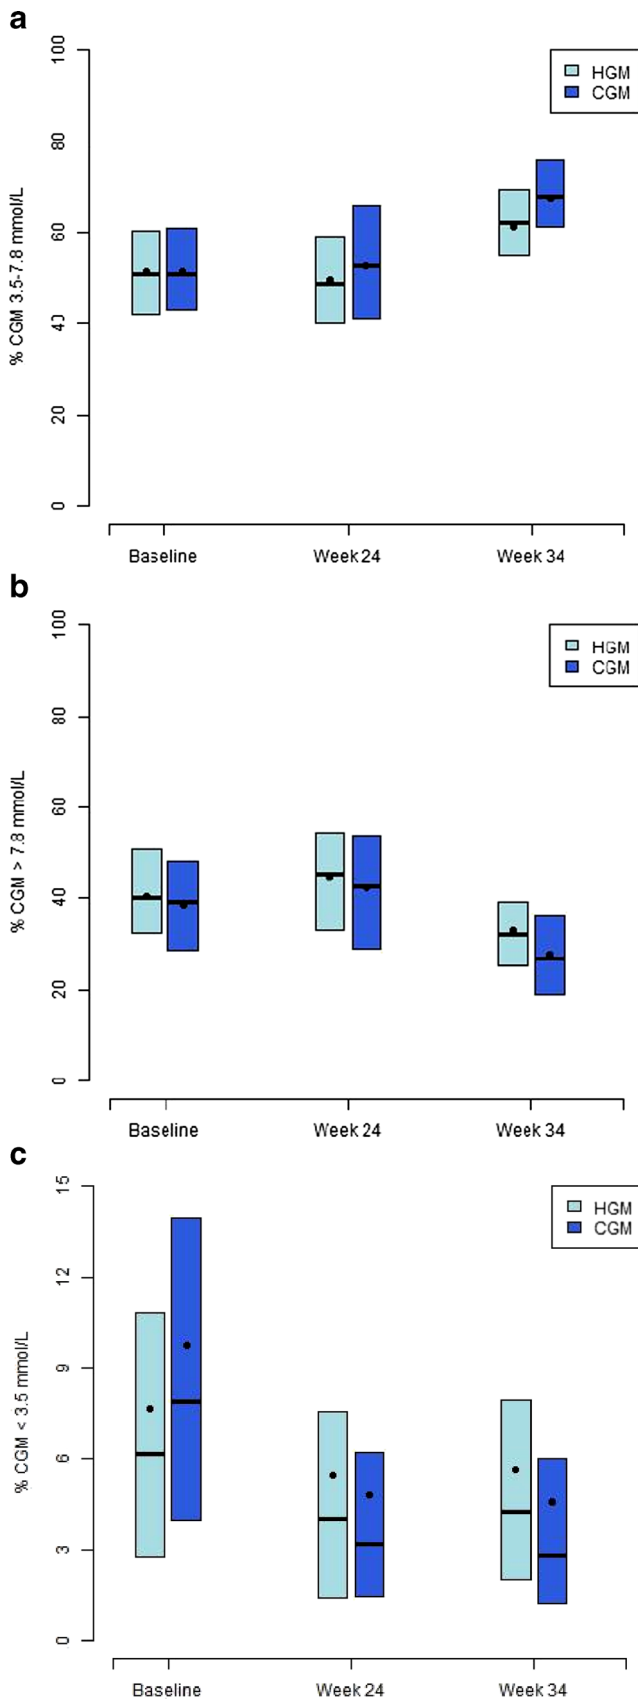 a
% CGM 3.5-7.8 mmol/L
100
80
60
40
20
0
HGM
CGM
Baseline
Week 24
Week 34
b
% CGM > 7.8 mmol/L
100
80
60
40
20
0
HGM
CGM
Baseline
Week 24
Week 34
c
% CGM < 3.5 mmol/L
15
12
9
6
3
0
HGM
CGM
Baseline
Week 24
Week 34